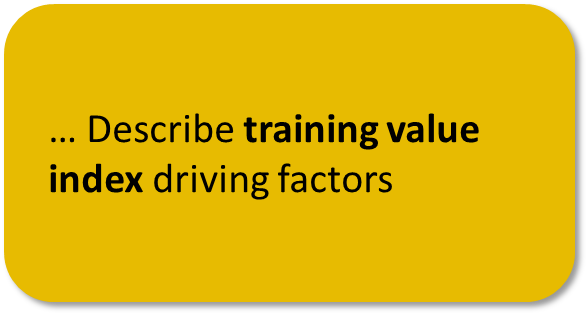 ... Describe training value
index driving factors